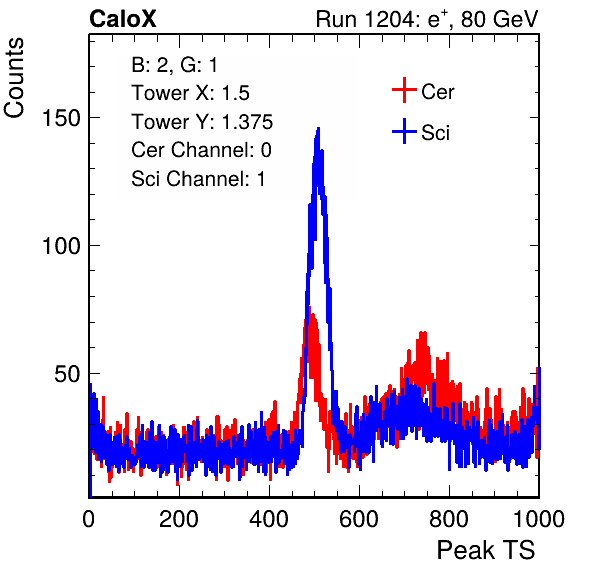 CaloX
Run 1204: e+, 80 GeV
Counts
B: 2, G: 1
Tower X: 1.5
Tower Y: 1.375
Cer Channel: 0
Sci Channel: 1
Cer
Sci
150
100
50
0 200 400 600 800 1000
Peak TS